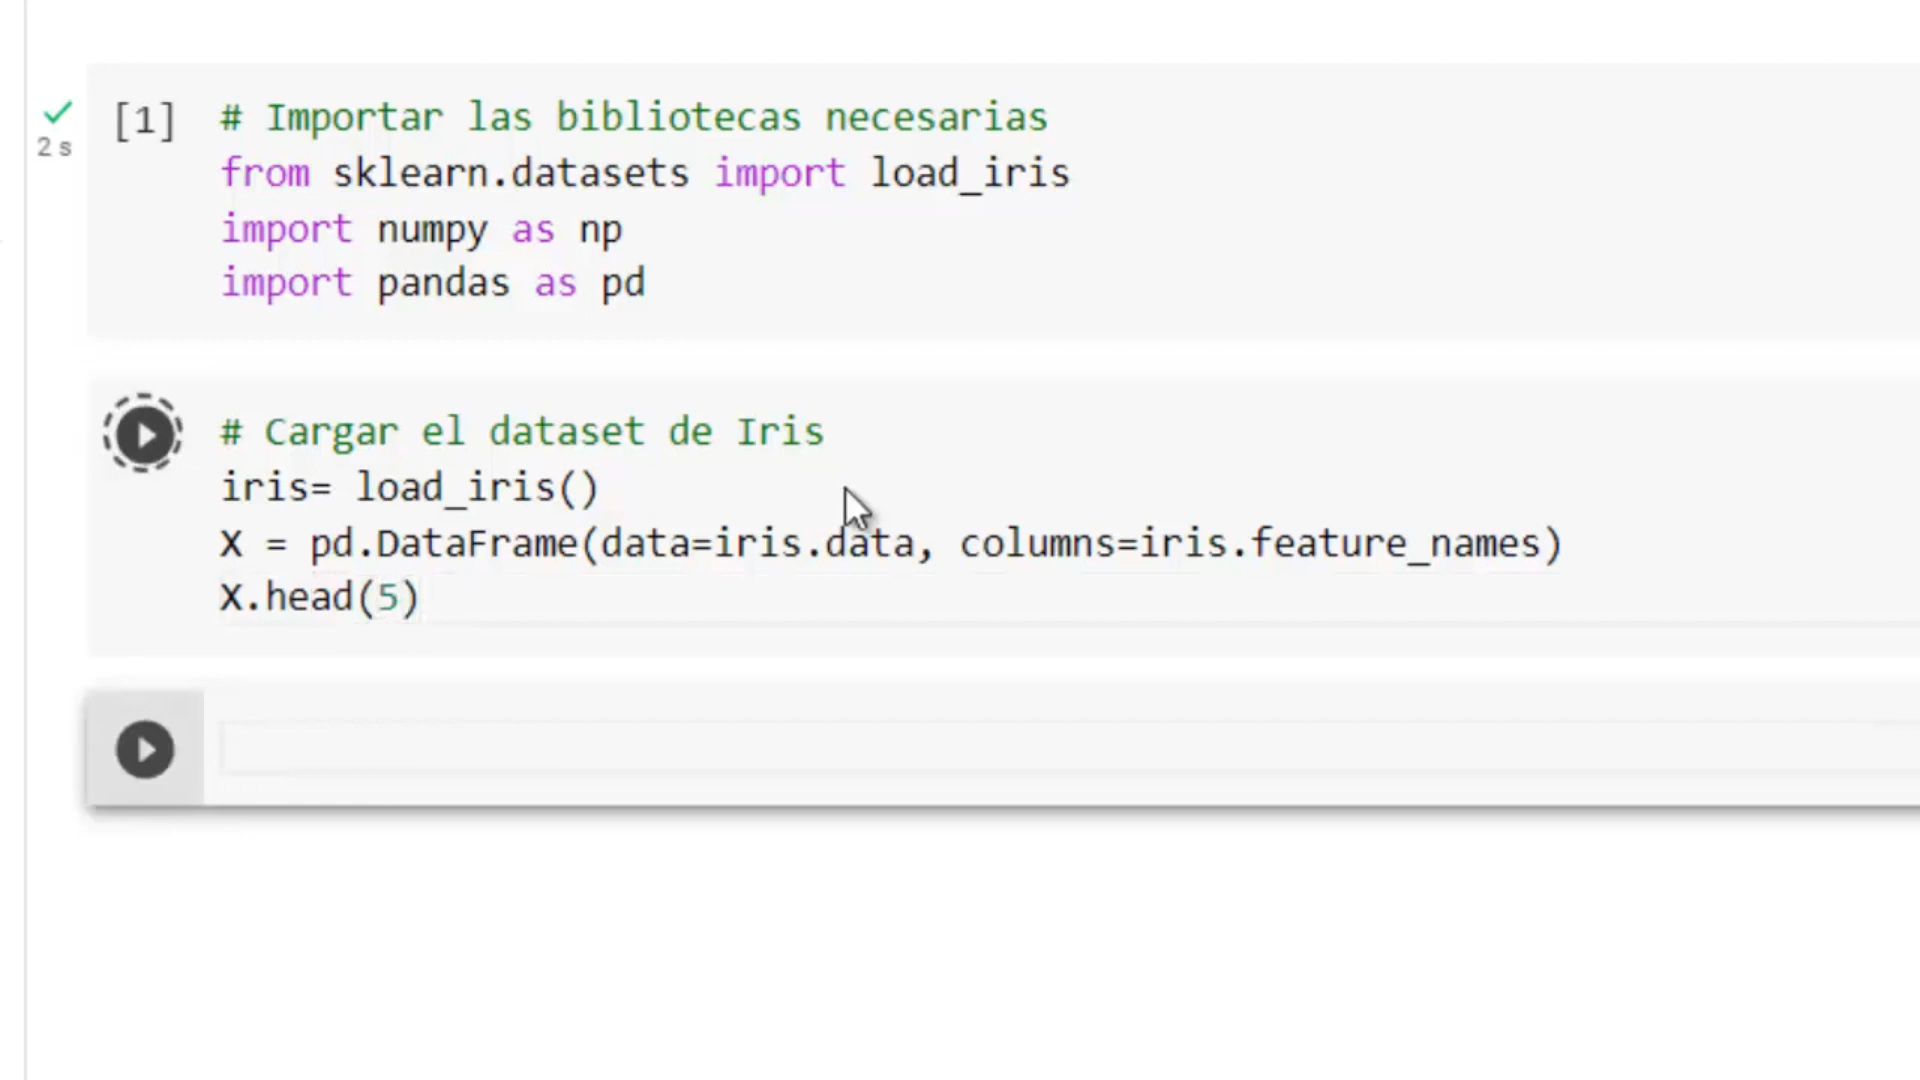 [1] # Importar las bibliotecas necesarias
2 s
from sklearn.datasets import load_iris
import numpy as np
import pandas as pd
# Cargar el dataset de Iris
iris= load_iris()
X = pd.DataFrame(data=iris.data, columns=iris.feature_names)
X.head(5)